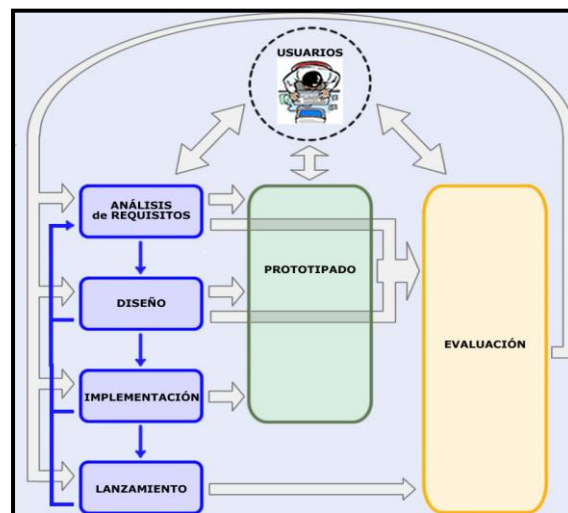 USUARIOS
ANÁLISIS
de REQUISITOS
PROTOTIPADO
DISEÑO
EVALUACIÓN
IMPLEMENTACIÓN
LANZAMIENTO